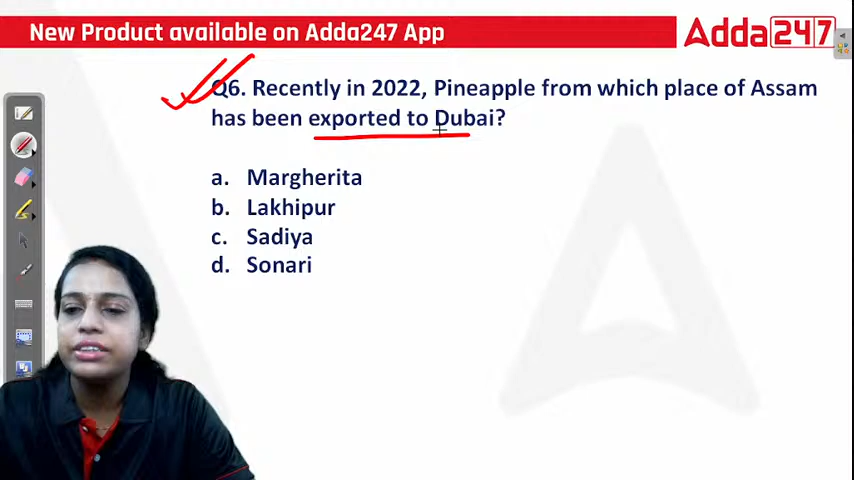 New Product available on Adda247 App
Adda247
Q6. Recently in 2022, Pineapple from which place of Assam
has been exported to Dubai?
a. Margherita
b. Lakhipur
c. Sadiya
d. Sonari